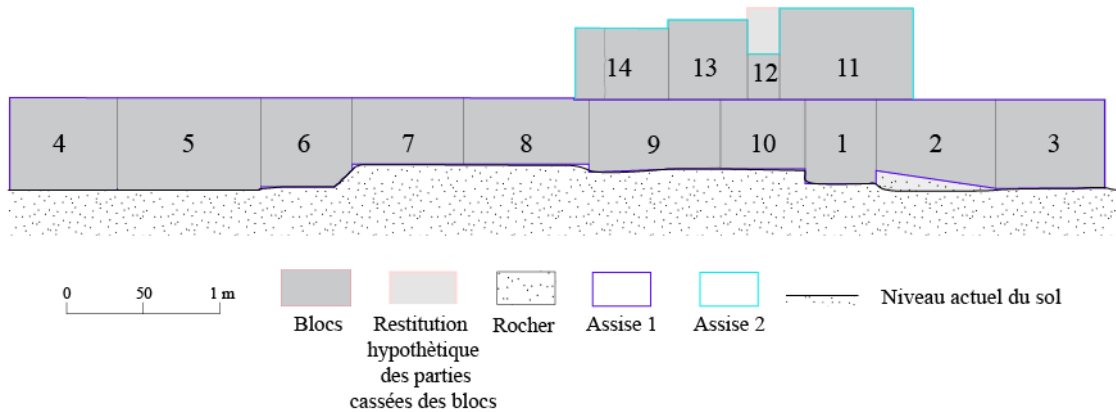 14 13 12 11
4 5 6 7 8 9 10 1 2 3
0 50 1 m
Blocs
Restitution
hypothètique
des parties
cassées des blocs
Rocher
Assise 1
Assise 2
Niveau actuel du sol